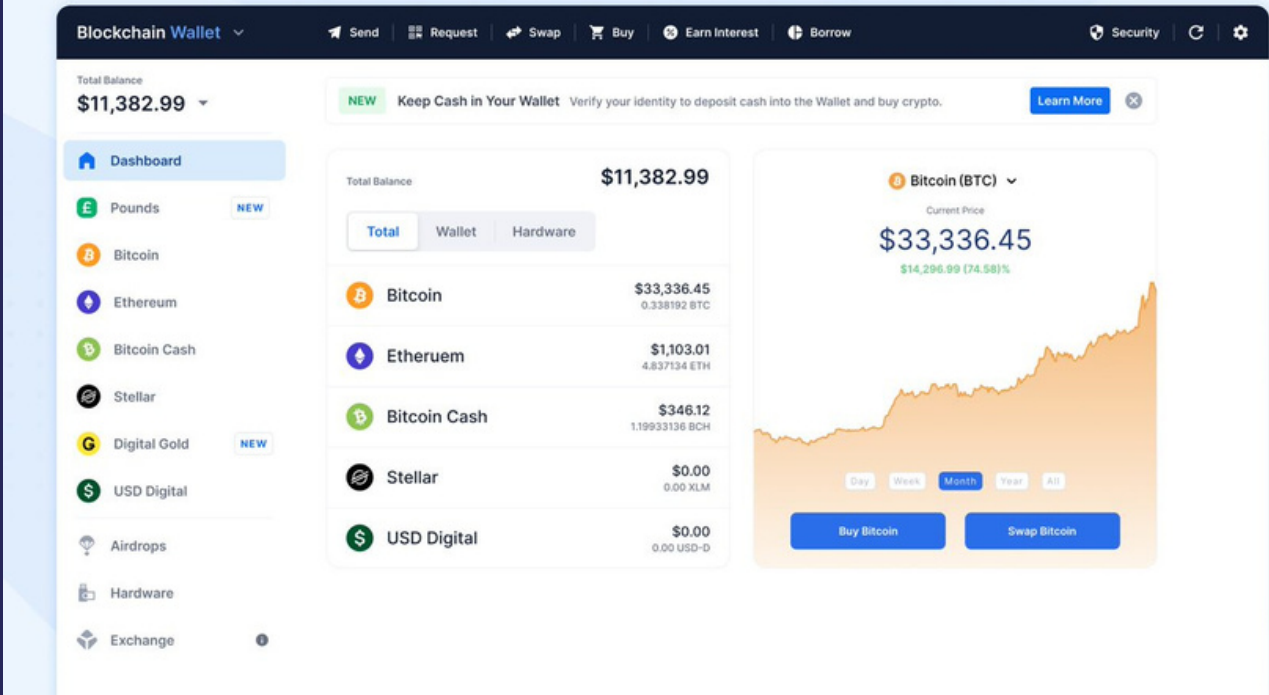 Blockchain Wallet
Send
Request
Swap
Buy
Earn Interest
Borrow
Security
Total Balance
$11,382.99
NEW Keep Cash in Your Wallet Verify your identity to deposit cash into the Wallet and buy crypto.
Learn More
Dashboard
Pounds NEW
Bitcoin
Ethereum
Bitcoin Cash
Stellar
Digital Gold NEW
USD Digital
Airdrops
Hardware
Exchange
Total Balance $11,382.99
Total Wallet Hardware
Bitcoin $33,336.45
0.338192 BTC
Etheruem $1,103.01
4.837134 ETH
Bitcoin Cash $346.12
1.19933136 BCH
Stellar $0.00
0.00 XLM
USD Digital $0.00
0.00 USD-D
Bitcoin (BTC)
Current Price
$33,336.45
$14,296.99 (74.58)%
Day Week Month Year All
Buy Bitcoin Swap Bitcoin